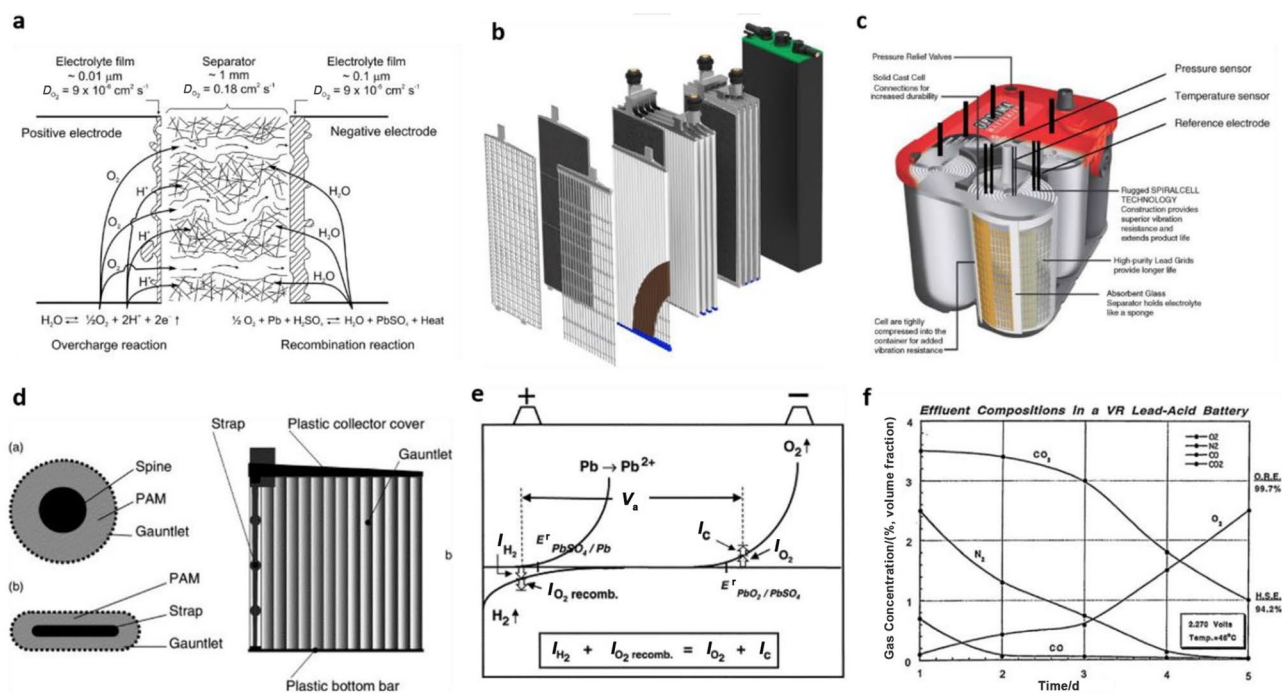 a
Electrolyte film
~ 0.01 μm
D_O₂ = 9 x 10⁻⁶ cm² s⁻¹
Separator
~ 1 mm
D_O₂ = 0.18 cm² s⁻¹
Electrolyte film
~ 0.1 μm
D_O₂ = 9 x 10⁻⁶ cm² s⁻¹
Positive electrode
Negative electrode
O₂
H⁺
O₂
H⁺
O₂
H⁺
H₂O
H₂O
H₂O
H₂O ⇌ ½O₂ + 2H⁺ + 2e⁻ ↑
½ O₂ + Pb + H₂SO₄ ⇌ H₂O + PbSO₄ + Heat
Overcharge reaction
Recombination reaction
b
c
Pressure Relief Valves
Solid Cast Cell
Connections for
increased durability
Pressure sensor
Temperature sensor
Reference electrode
Rugged SPIRALCELL
TECHNOLOGY
Construction provides
superior vibration
resistance and
extends product life
High-purity Lead Grids
provide longer life
Absorbent Glass
Separator holds electrolyte
like a sponge
Cell are tighly
compressed into the
container for added
vibration resistance
d
(a)
Spine
PAM
Gauntlet
(b)
PAM
Strap
Gauntlet
Strap
Plastic collector cover
Gauntlet
b
Plastic bottom bar
e
+
−
Pb → Pb²⁺
O₂↑
V_a
E^r PbSO₄ / Pb
I_H₂
I_O₂ recomb.
H₂↑
I_C
I_O₂
E^r PbO₂ / PbSO₄
I_H₂ + I_O₂ recomb. = I_O₂ + I_C
f
Effluent Compositions in a VR Lead-Acid Battery
Gas Concentration/(%, volume fraction)
4
3
2
1
0
O2
N2
CO
CO2
CO₂
O₂
N₂
CO
O.R.E.
99.7%
H.S.E.
94.2%
2.270 Volts
Temp.=46°C
1
2
3
4
5
Time/d